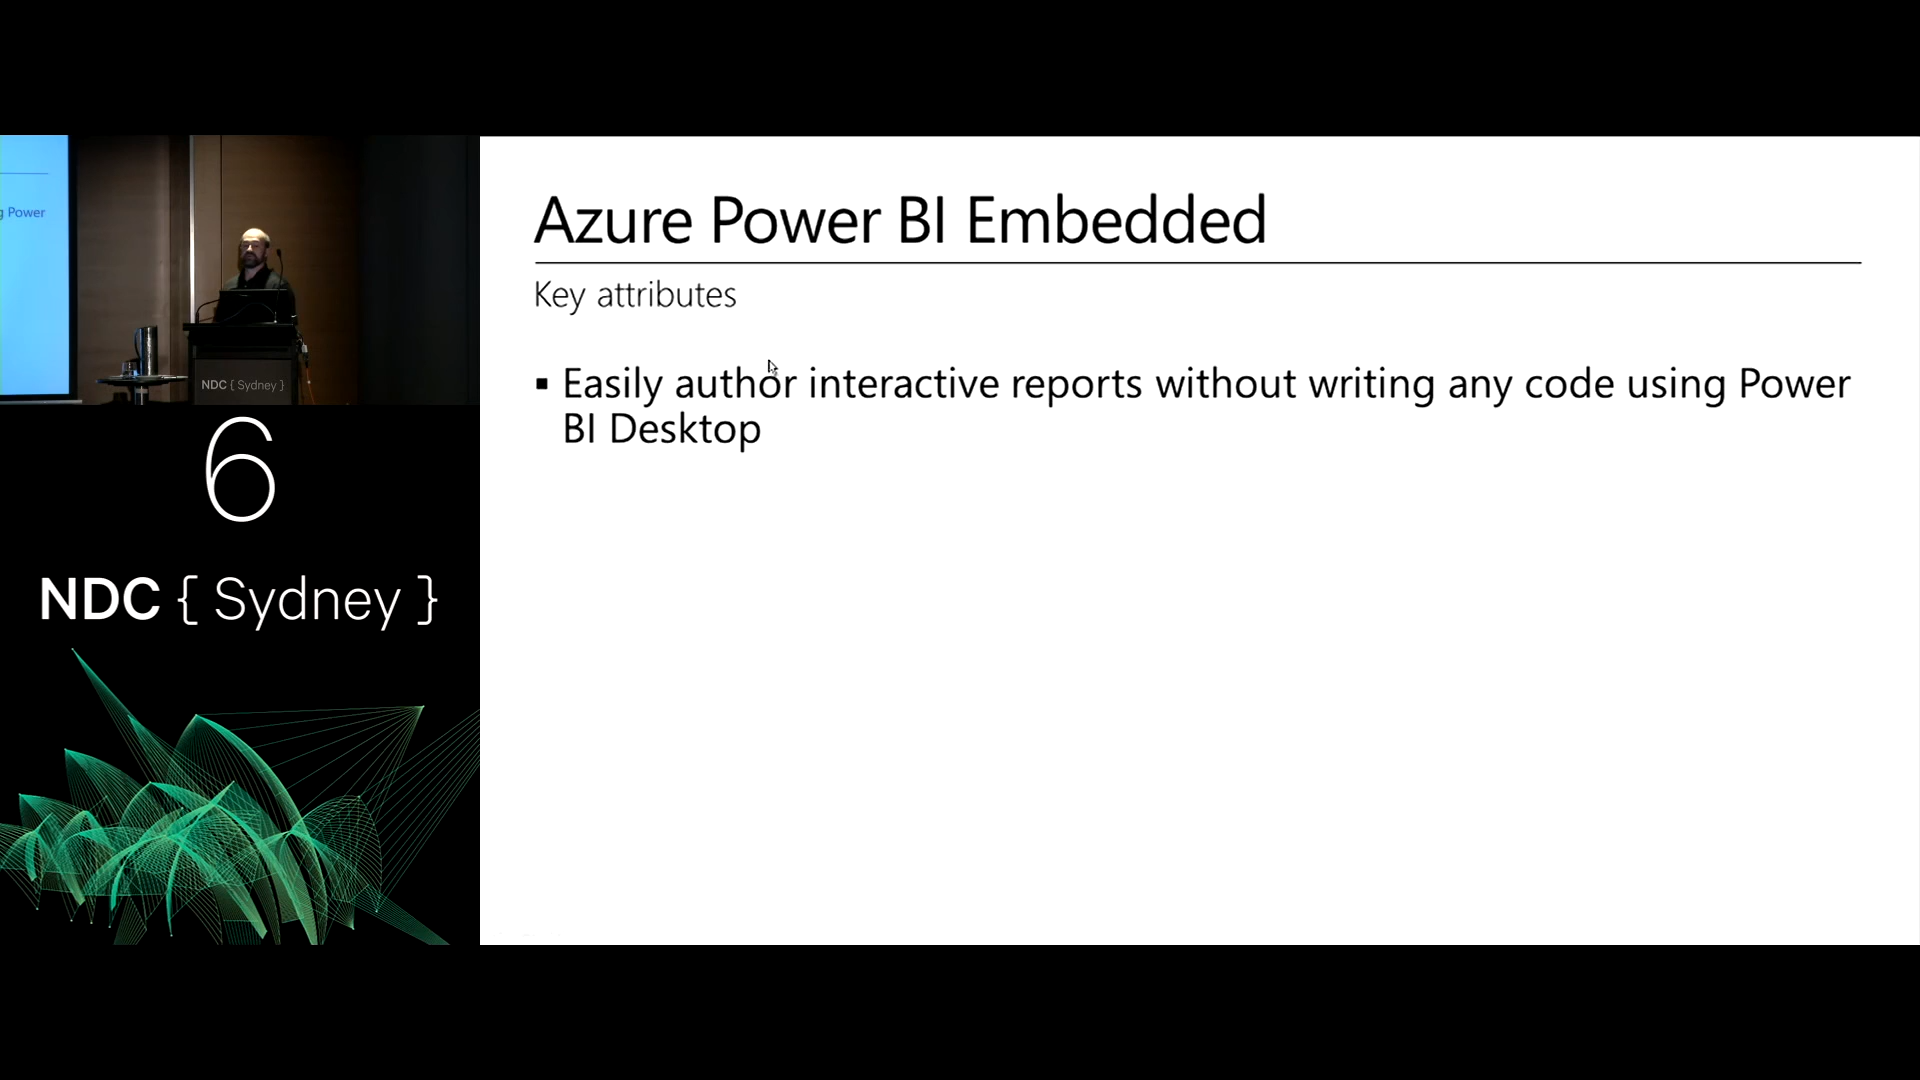 Azure Power BI Embedded
Key attributes
▪ Easily author interactive reports without writing any code using Power
BI Desktop
g Power
NDC { Sydney }
6
NDC { Sydney }